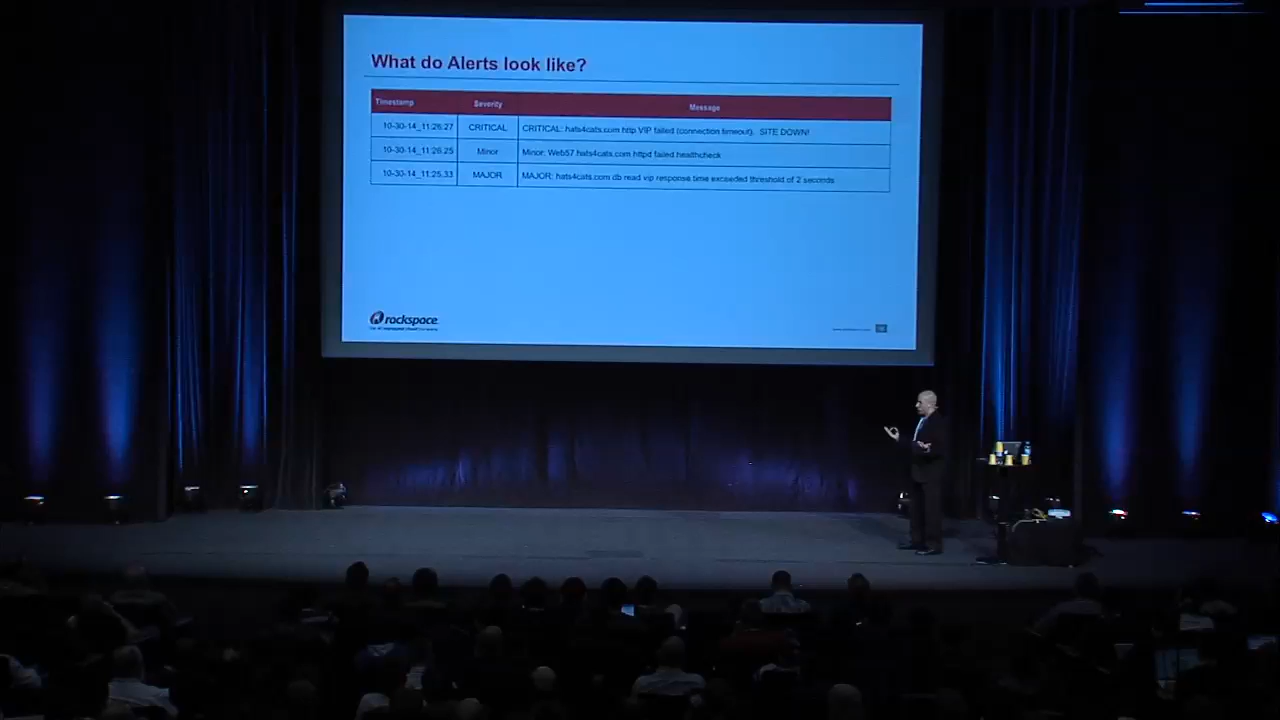 What do Alerts look like?
Timestamp Severity Message
10-30-14_11:26:27 CRITICAL CRITICAL: hats4cats.com http VIP failed (connection timeout). SITE DOWN!
10-30-14_11:26:25 Minor Minor: Web57.hats4cats.com httpd failed healthcheck
10-30-14_11:25:33 MAJOR MAJOR: hats4cats.com db read vip response time exceeded threshold of 2 seconds
rockspace